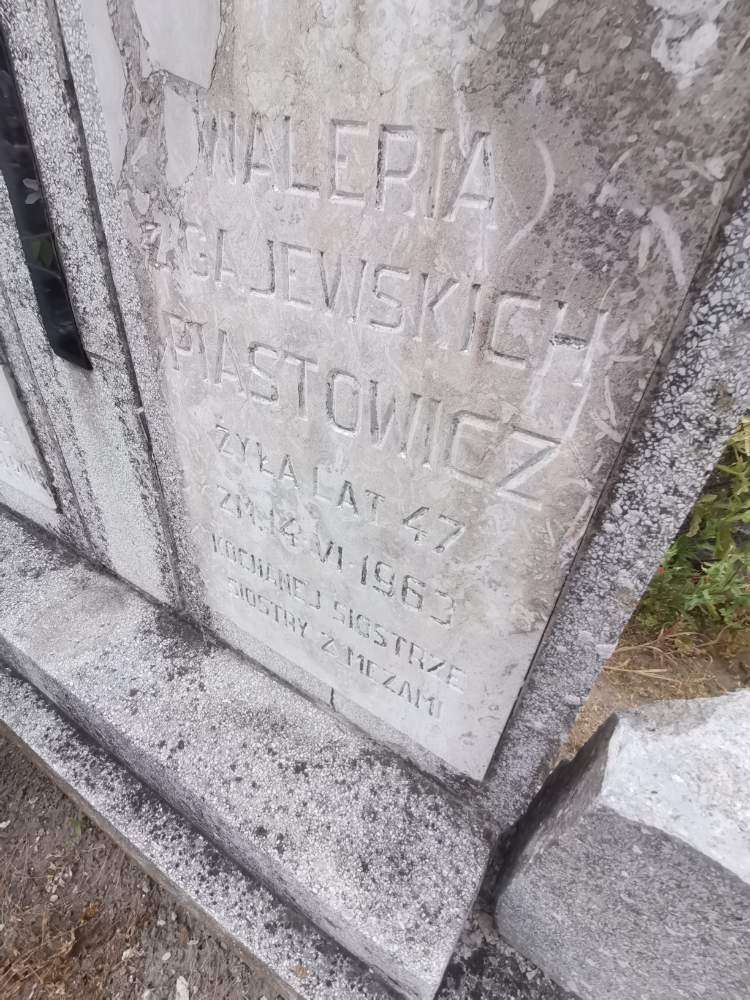 WALERIA
Z GAJEWSKICH
PIASTOWICZ
ŻYŁA LAT 47
ZM. 14 VI 1963
KOCHANEJ SIOSTRZE
SIOSTRY Z MĘŻAMI